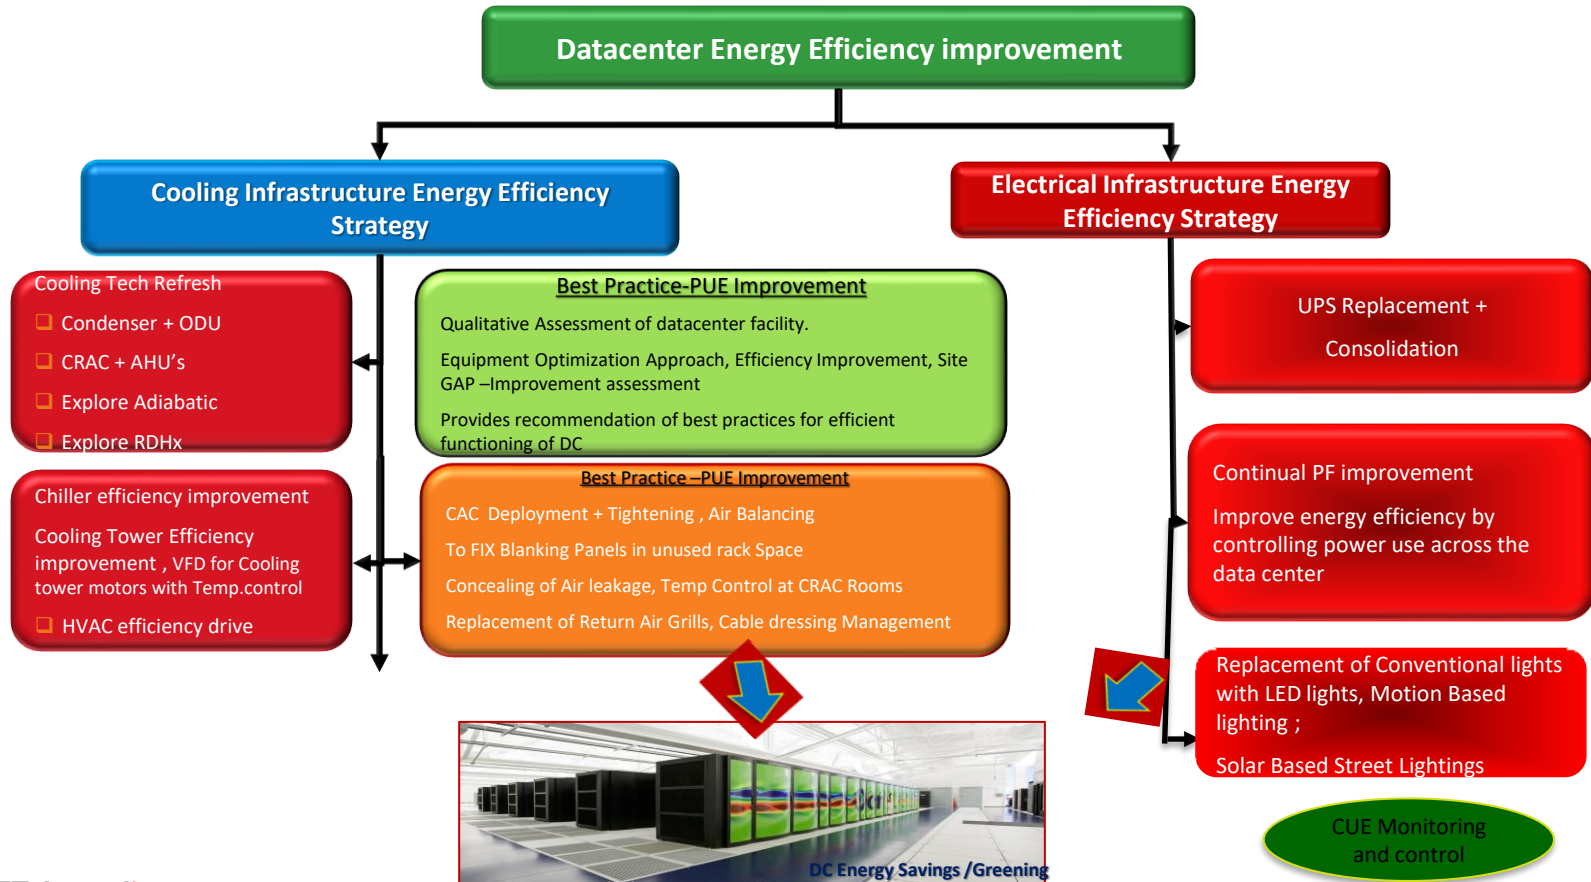 Datacenter Energy Efficiency improvement
Cooling Infrastructure Energy Efficiency
Strategy
Electrical Infrastructure Energy
Efficiency Strategy
Cooling Tech Refresh
Condenser + ODU
CRAC + AHU’s
Explore Adiabatic
Explore RDHx
Best Practice-PUE Improvement
Qualitative Assessment of datacenter facility.
Equipment Optimization Approach, Efficiency Improvement, Site
GAP –Improvement assessment
Provides recommendation of best practices for efficient
functioning of DC
UPS Replacement +
Consolidation
Chiller efficiency improvement
Cooling Tower Efficiency
improvement , VFD for Cooling
tower motors with Temp.control
HVAC efficiency drive
Best Practice –PUE Improvement
CAC Deployment + Tightening , Air Balancing
To FIX Blanking Panels in unused rack Space
Concealing of Air leakage, Temp Control at CRAC Rooms
Replacement of Return Air Grills, Cable dressing Management
Continual PF improvement
Improve energy efficiency by
controlling power use across the
data center
Replacement of Conventional lights
with LED lights, Motion Based
lighting ;
Solar Based Street Lightings
CUE Monitoring
and control
DC Energy Savings /Greening